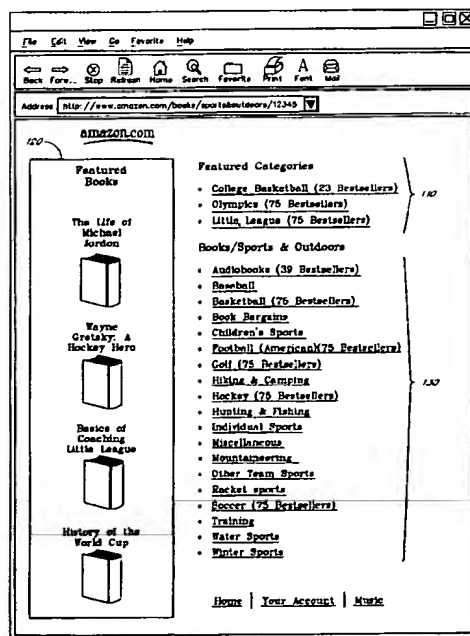 File Edit View Go Favorite Help
Back Forw.. Stop Refresh Home Search Favorite Print Font Mail
Address http://www.amazon.com/books/sports&outdoors/12345
amazon.com
120
Featured
Books
The Life of
Michael
Jordon
Wayne
Gretsky: A
Hockey Hero
Basics of
Coaching
Little League
History of the
World Cup
Featured Categories
• College Basketball (23 Bestsellers)
• Olympics (75 Bestsellers)
• Little League (75 Bestsellers)
110
Books/Sports & Outdoors
• Audiobooks (39 Bestsellers)
• Baseball
• Basketball (75 Bestsellers)
• Book Bargains
• Children's Sports
• Football (American)(75 Bestsellers)
• Golf (75 Bestsellers)
• Hiking & Camping
• Hockey (75 Bestsellers)
• Hunting & Fishing
• Individual Sports
• Miscellaneous
• Mountaineering
• Other Team Sports
• Racket sports
• Soccer (75 Bestsellers)
• Training
• Water Sports
• Winter Sports
130
Home | Your Account | Music